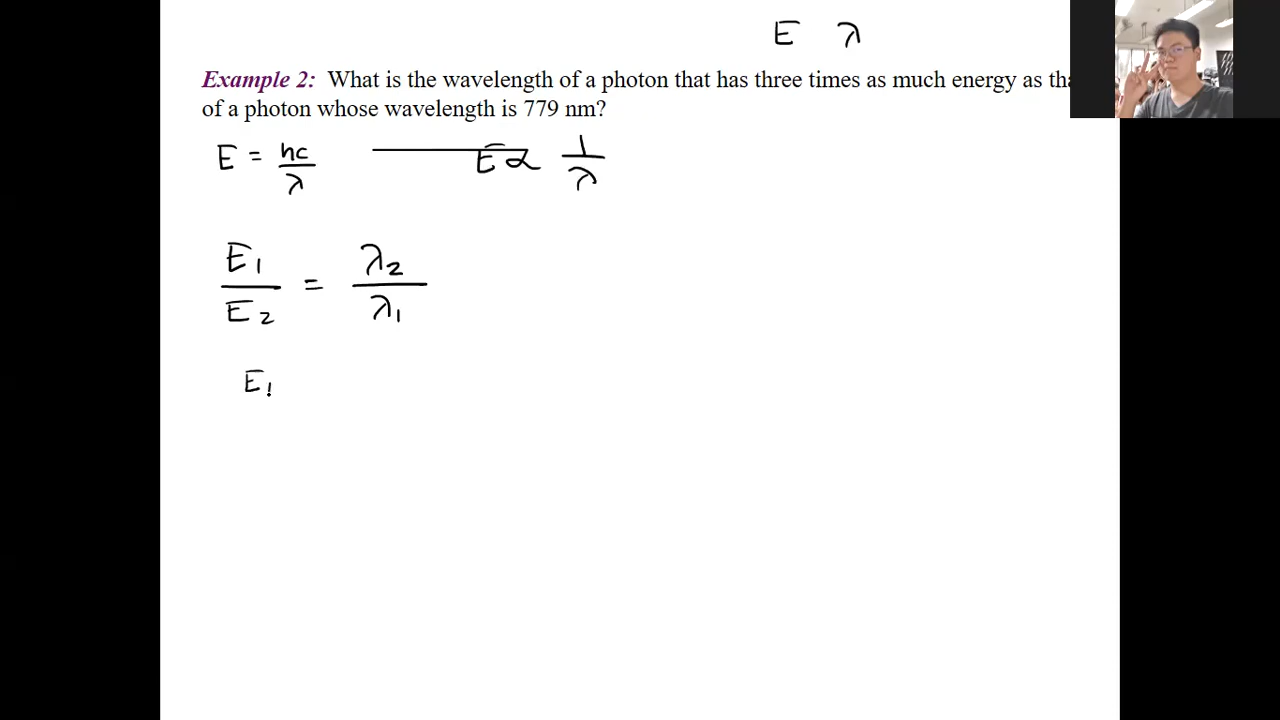 E λ
Example 2: What is the wavelength of a photon that has three times as much energy as
of a photon whose wavelength is 779 nm?
E = hc/λ E ∝ 1/λ
E1/E2 = λ2/λ1
E1